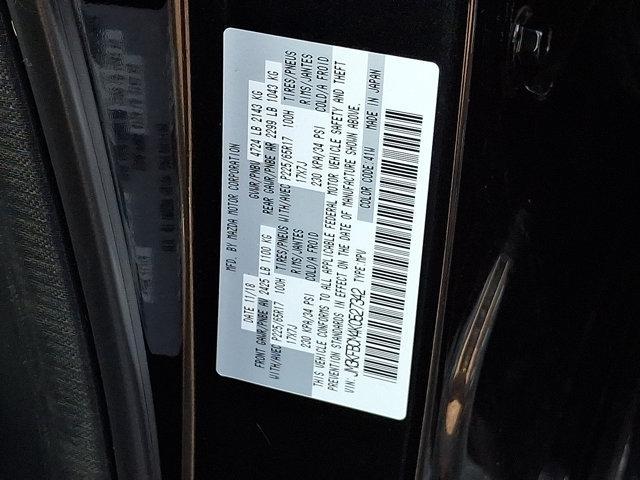 MFD. BY MAZDA MOTOR CORPORATION
DATE: 11/18 GVWR/PNBV 4724 LB 2143 KG
FRONT GAWR/PNBE AV 2425 LB 1100 KG REAR GAWR/PNBE AR 2299 LB 1043 KG
WITH/AVEC P225/65R17 100H TIRES/PNEUS WITH/AVEC P225/65R17 100H TIRES/PNEUS
17X7J RIMS/JANTES 17X7J RIMS/JANTES
230 KPA(34 PSI) COLD/A FROID 230 KPA(34 PSI) COLD/A FROID
THIS VEHICLE CONFORMS TO ALL APPLICABLE FEDERAL MOTOR VEHICLE SAFETY AND THEFT
PREVENTION STANDARDS IN EFFECT ON THE DATE OF MANUFACTURE SHOWN ABOVE.
VIN: TYPE:MPV COLOR CODE:41W MADE IN JAPAN